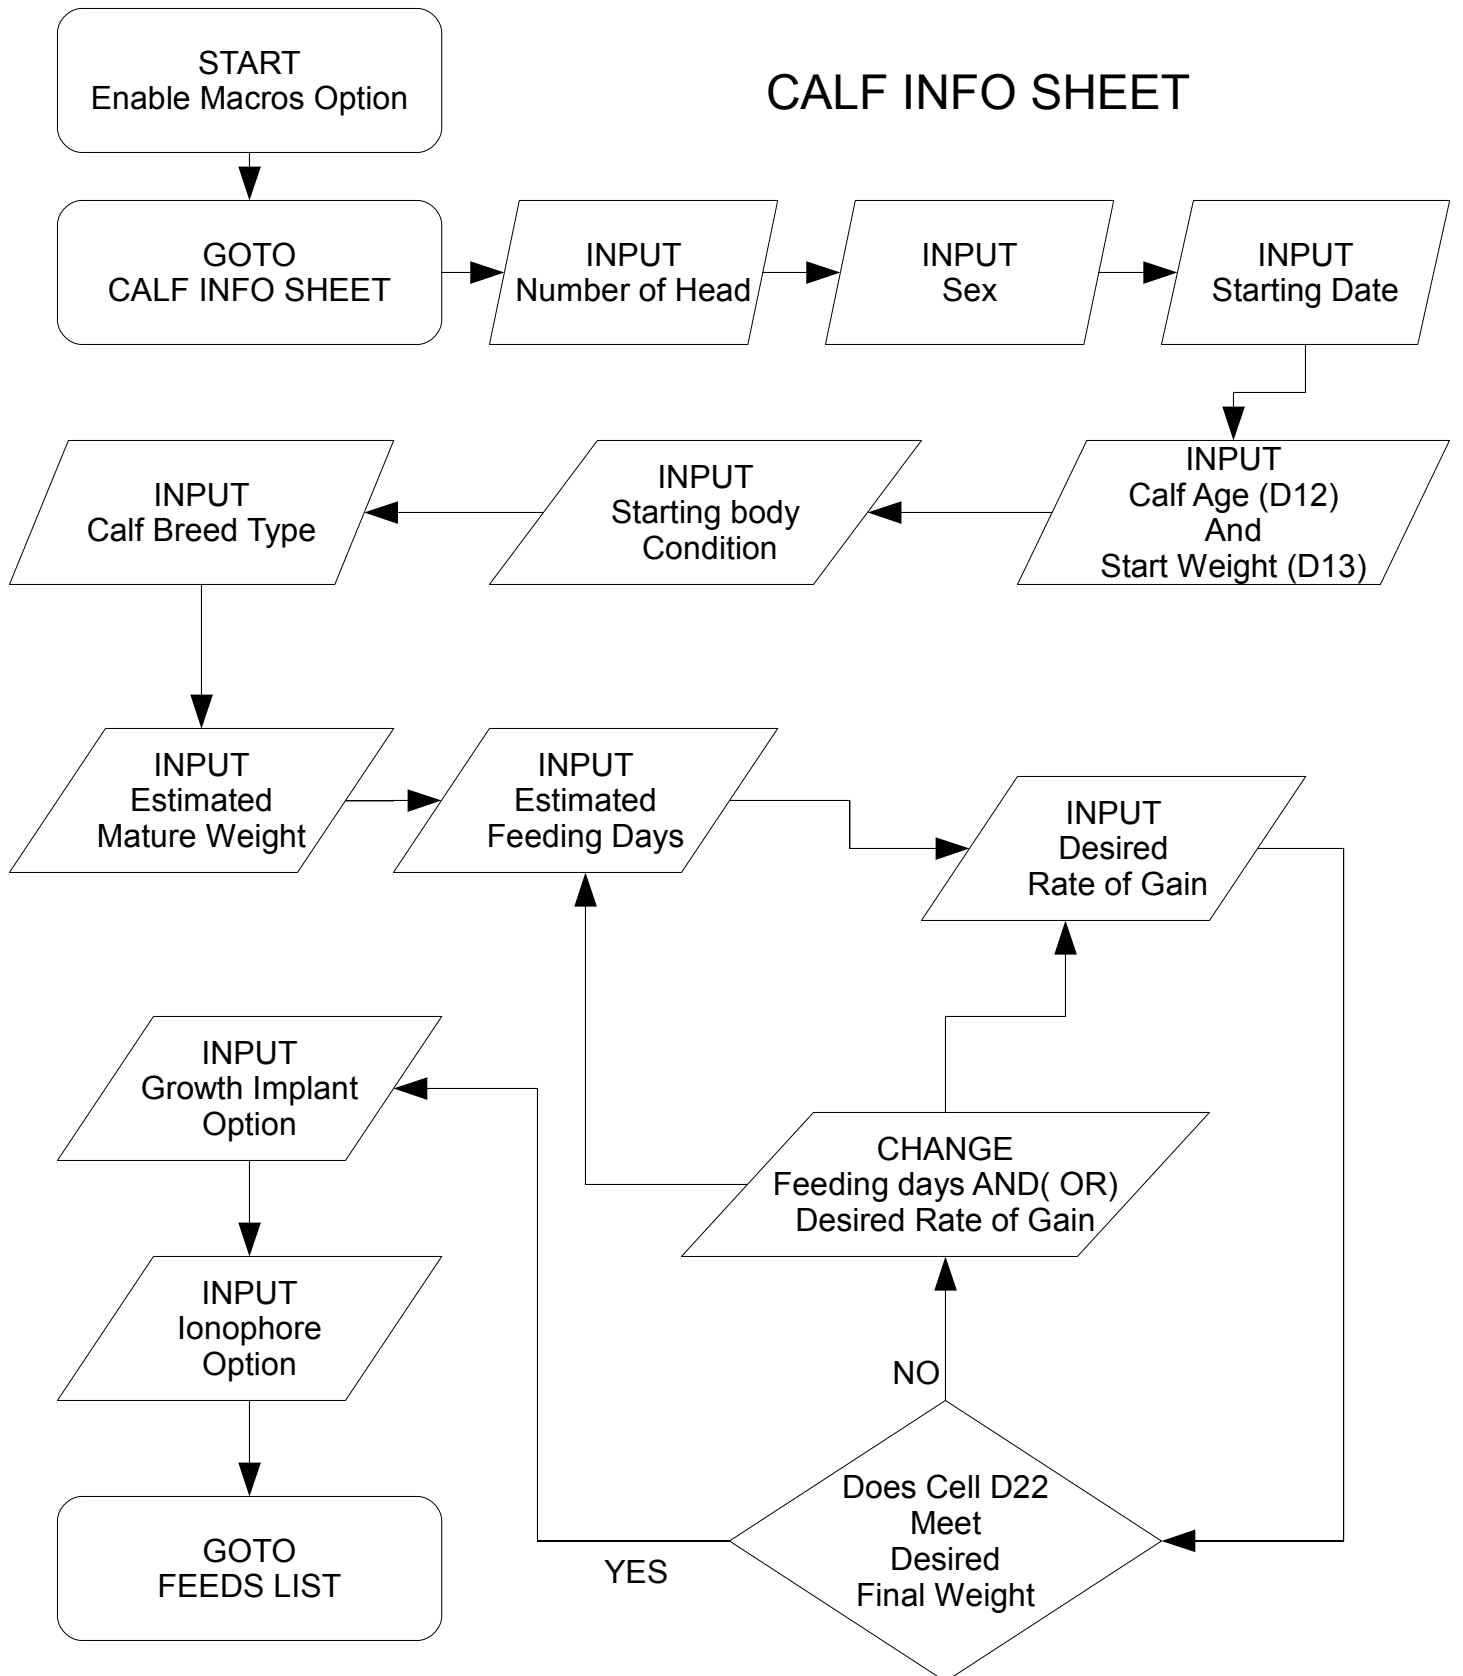 START
Enable Macros Option
CALF INFO SHEET
GOTO
CALF INFO SHEET
INPUT
Number of Head
INPUT
Sex
INPUT
Starting Date
INPUT
Calf Age (D12)
And
Start Weight (D13)
INPUT
Starting body
Condition
INPUT
Calf Breed Type
INPUT
Estimated
Mature Weight
INPUT
Estimated
Feeding Days
INPUT
Desired
Rate of Gain
CHANGE
Feeding days AND( OR)
Desired Rate of Gain
NO
Does Cell D22
Meet
Desired
Final Weight
YES
INPUT
Growth Implant
Option
INPUT
Ionophore
Option
GOTO
FEEDS LIST